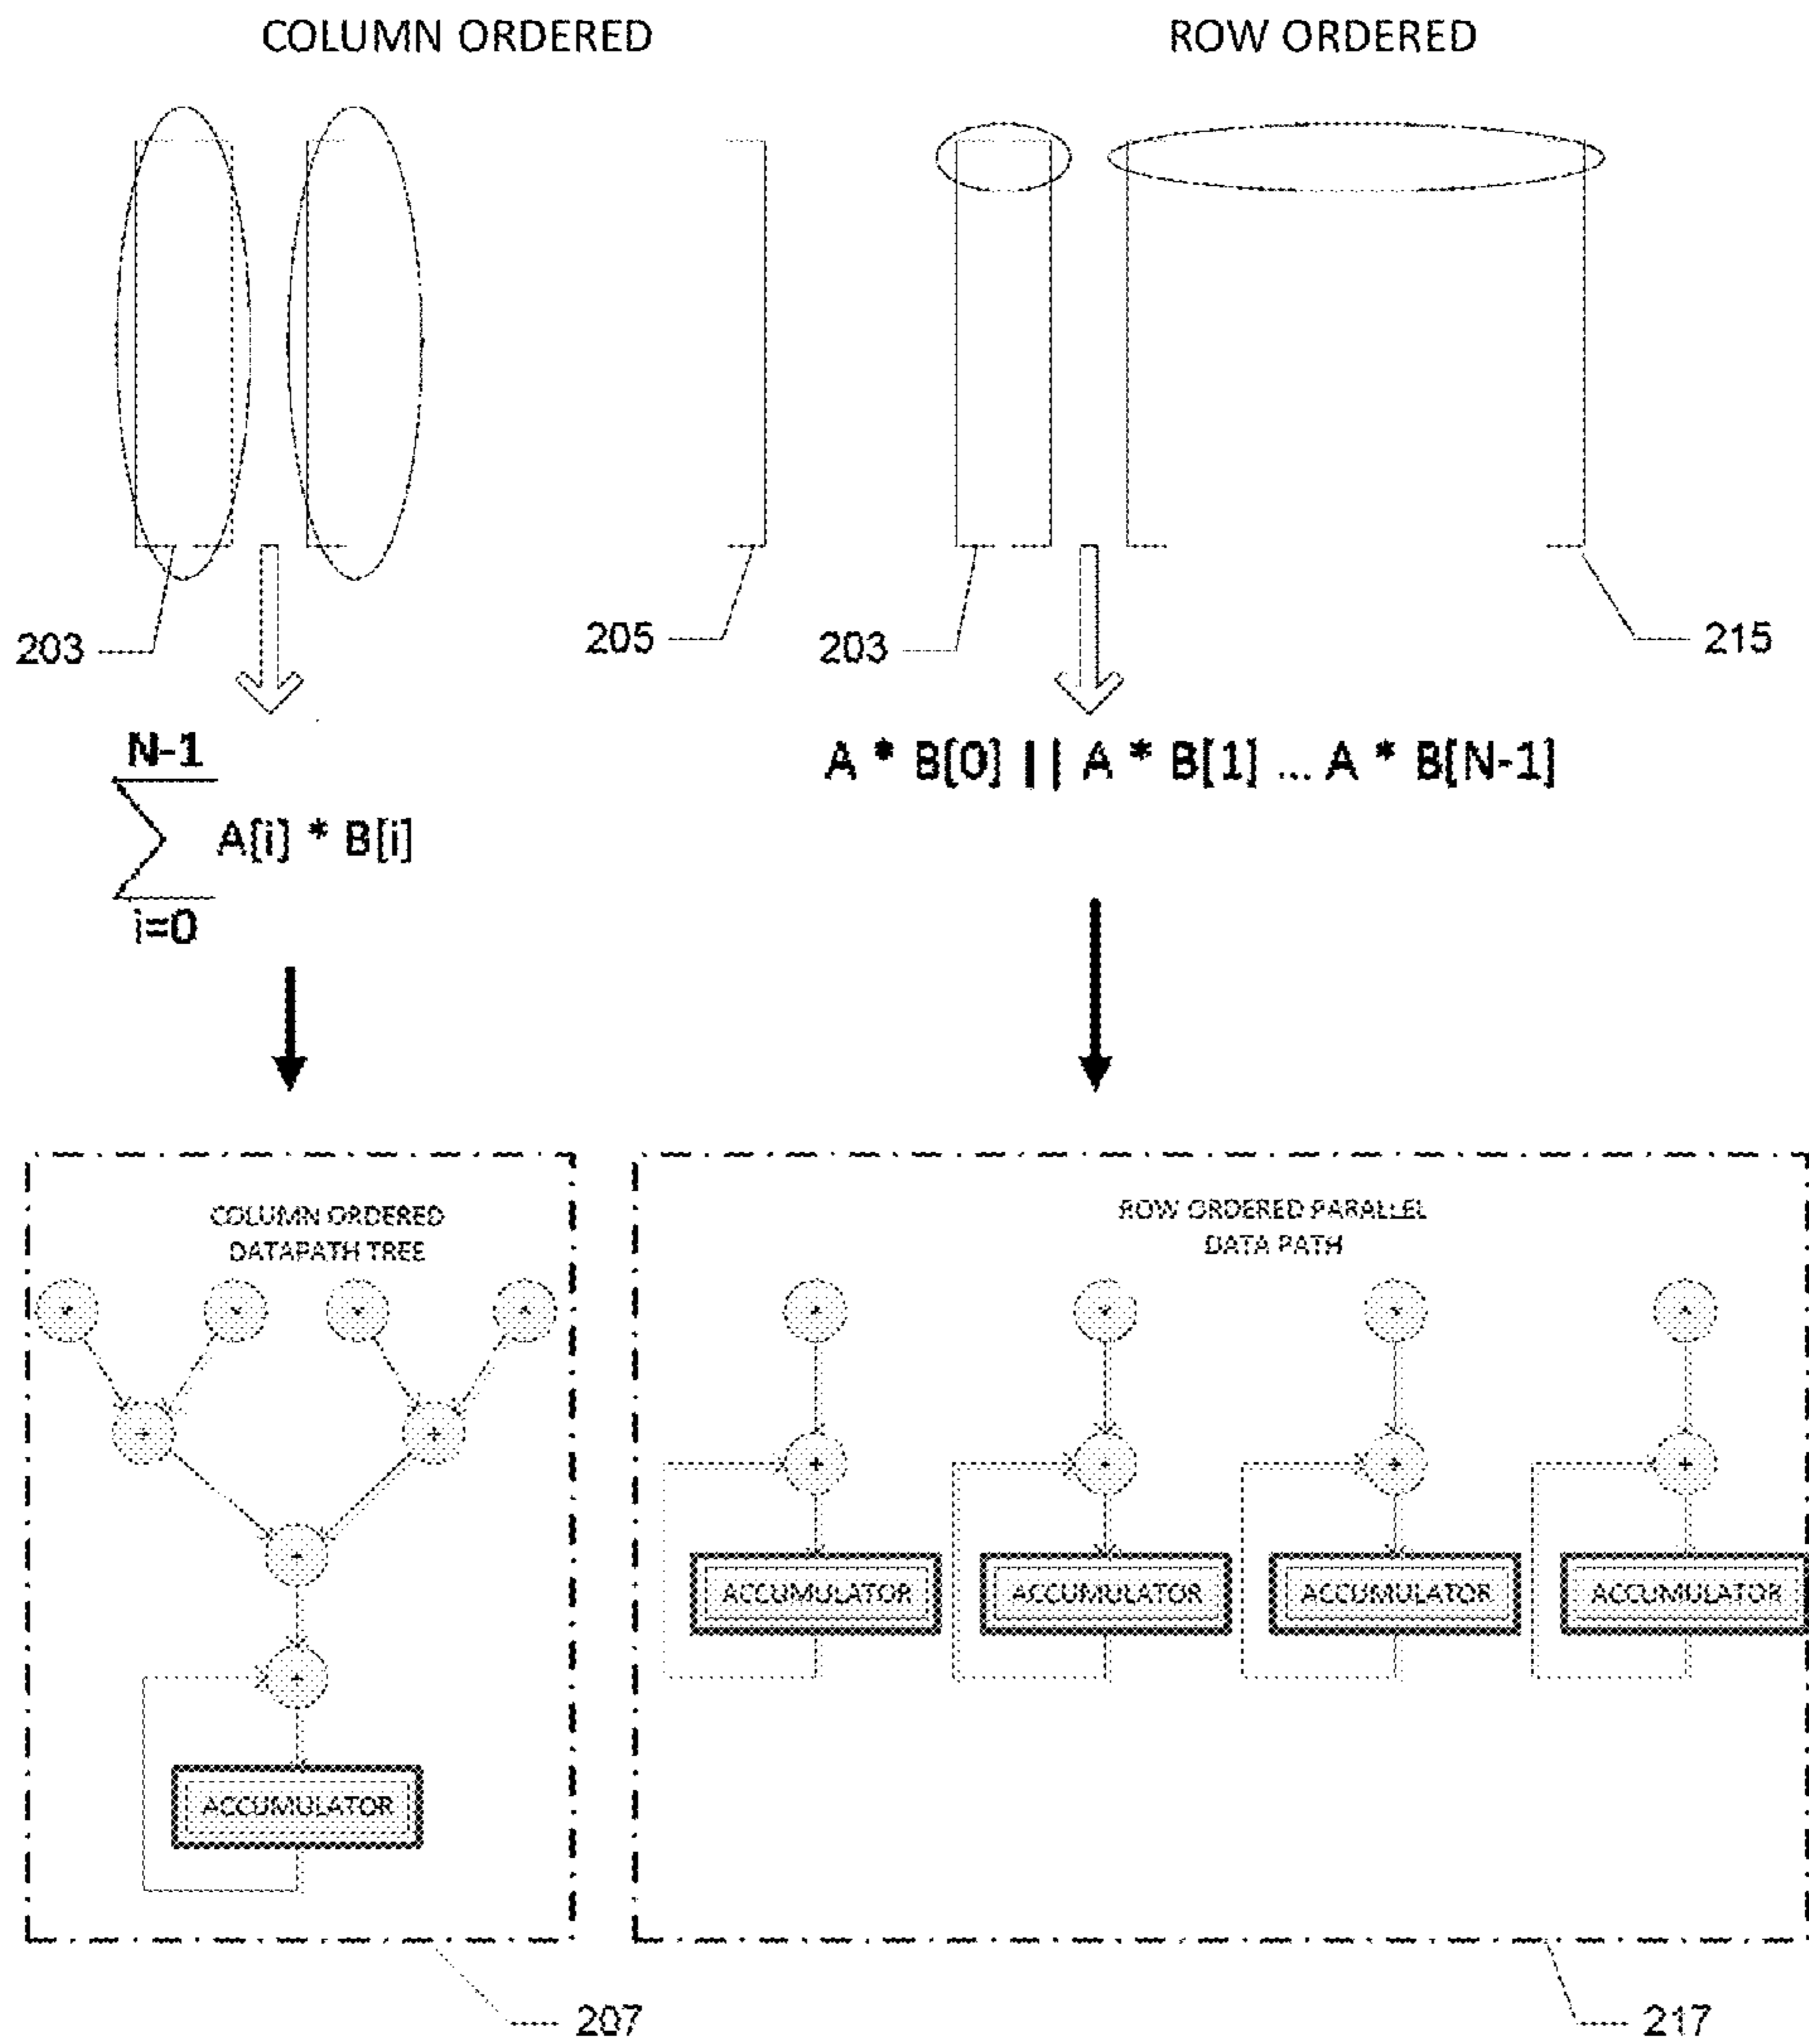 COLUMN ORDERED
ROW ORDERED
203
205
203
215
N-1
∑ A[i] * B[i]
i=0
A * B[0] || A * B[1] ... A * B[N-1]
COLUMN ORDERED
DATAPATH TREE
+
+
+
+
ACCUMULATOR
207
ROW ORDERED PARALLEL
DATA PATH
+ + + +
ACCUMULATOR ACCUMULATOR ACCUMULATOR ACCUMULATOR
217